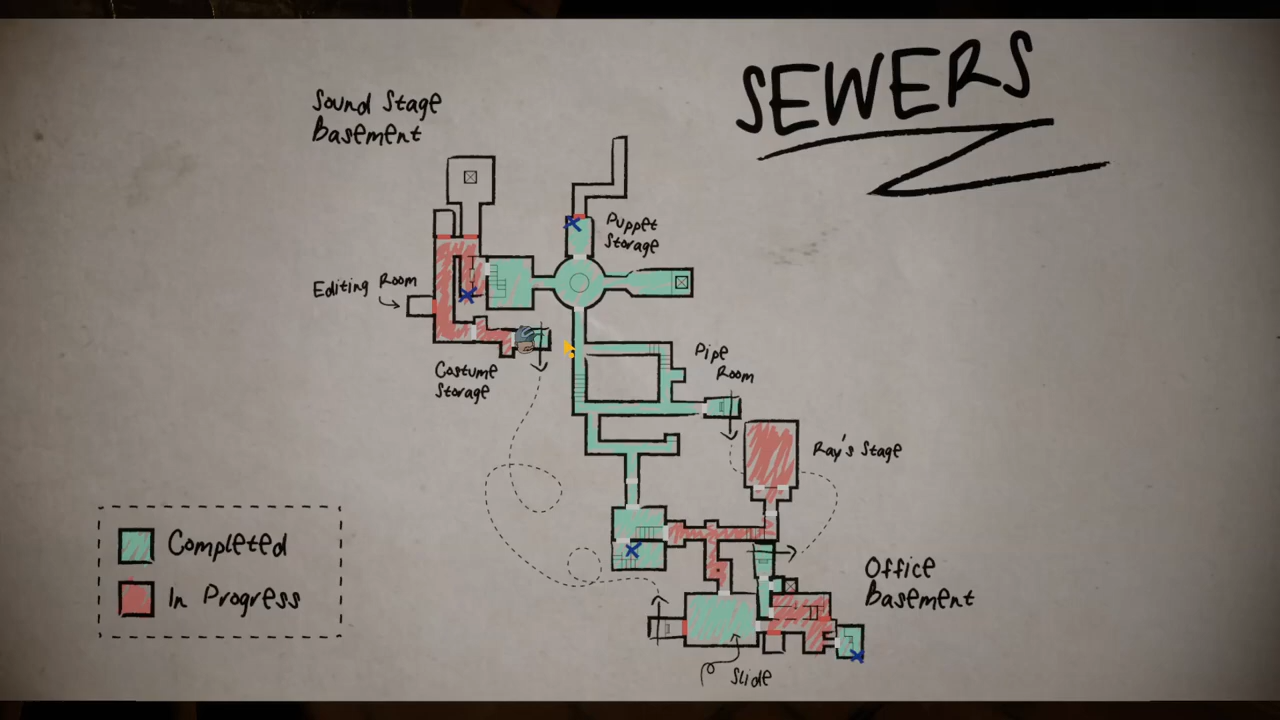 SEWERS
Sound Stage
Basement
Puppet
Storage
Editing Room
Costume
Storage
Pipe
Room
Ray's Stage
Completed
In Progress
Office
Basement
Slide